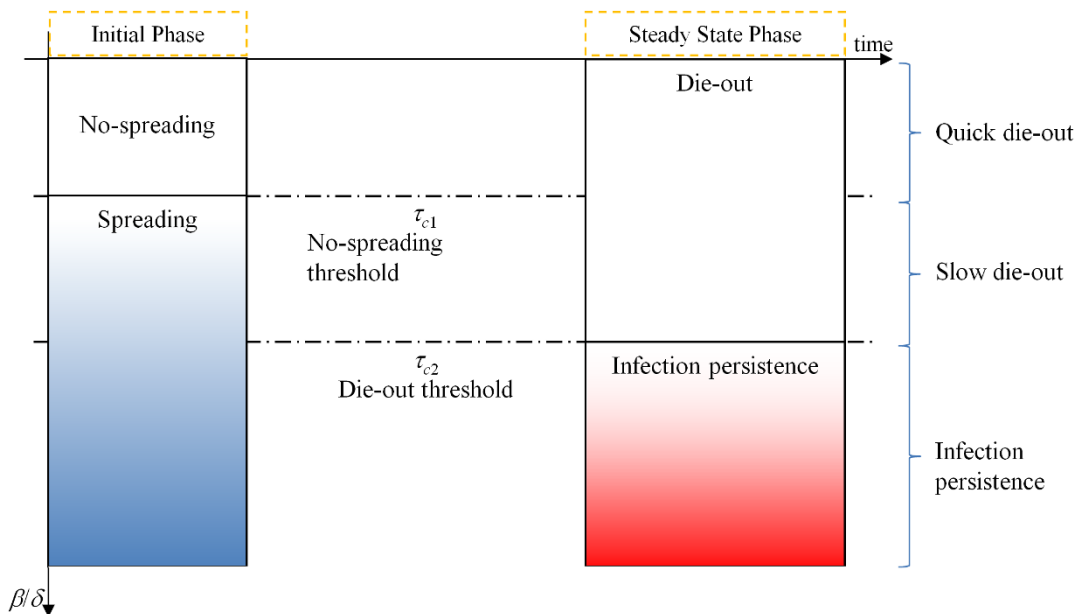 Initial Phase
Steady State Phase
time
No-spreading
Die-out
Quick die-out
Spreading
τc1
No-spreading
threshold
Slow die-out
τc2
Die-out threshold
Infection persistence
Infection
persistence
β/δ